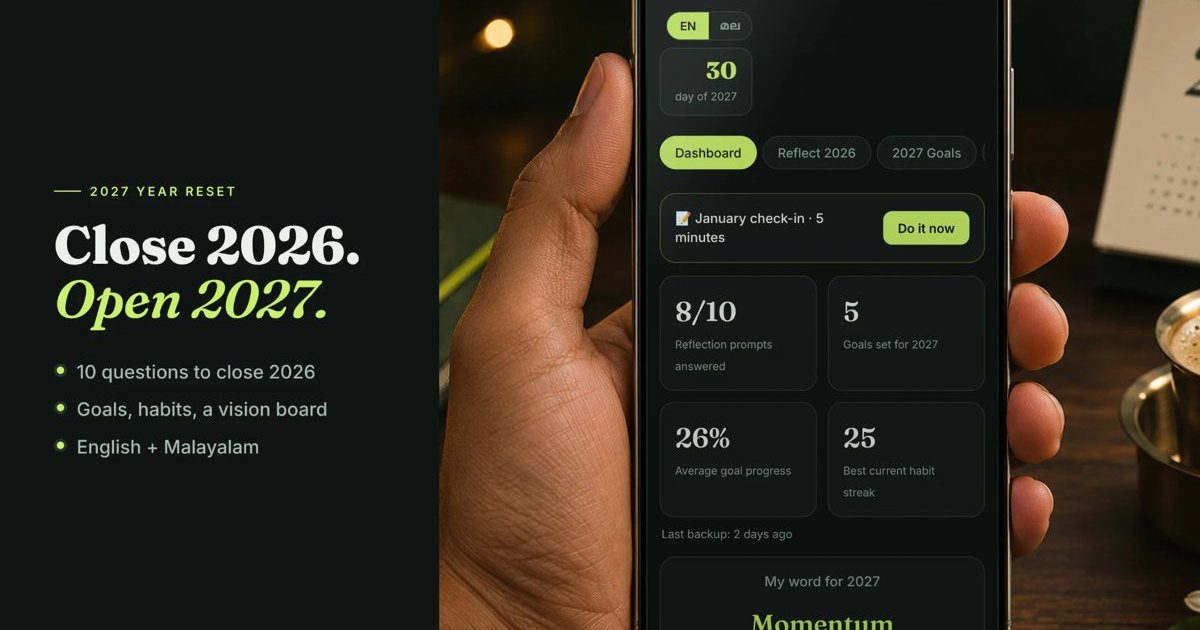 2027 YEAR RESET
Close 2026.
Open 2027.
10 questions to close 2026
Goals, habits, a vision board
English + Malayalam
EN
മല
30
day of 2027
Dashboard
Reflect 2026
2027 Goals
January check-in · 5
minutes
Do it now
8/10
Reflection prompts
answered
5
Goals set for 2027
26%
Average goal progress
25
Best current habit
streak
Last backup: 2 days ago
My word for 2027
Momentum